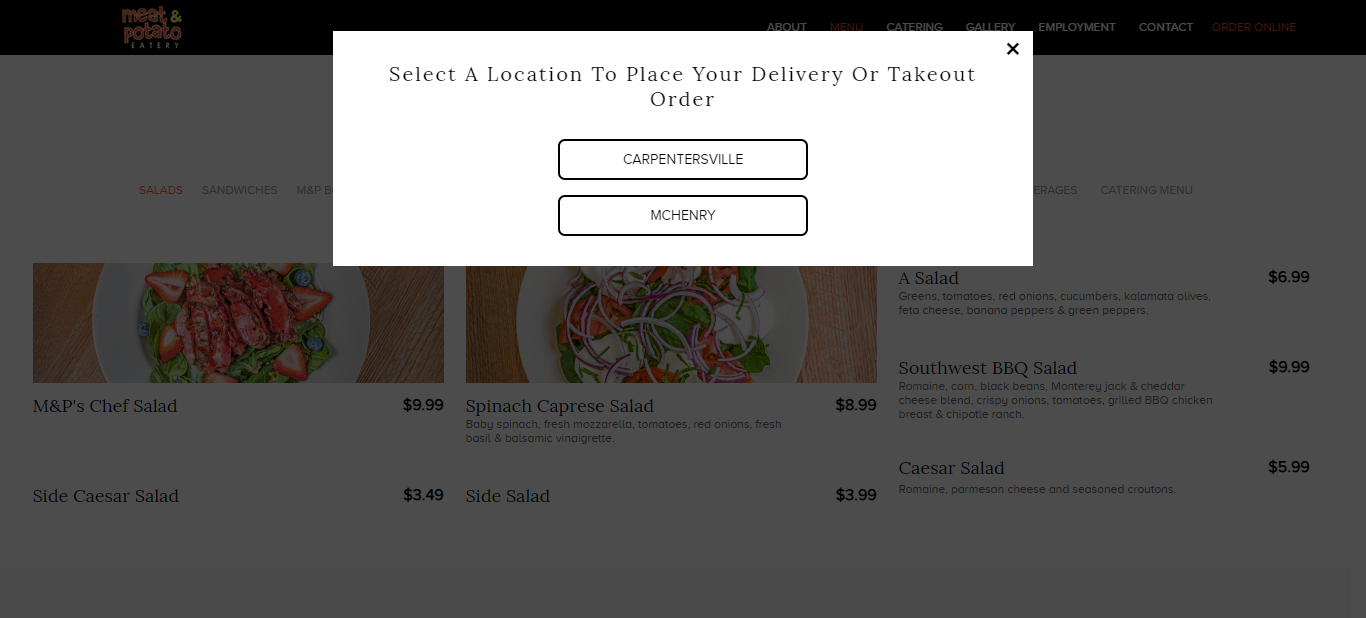 meat &
potato
EATERY
ABOUT MENU CATERING GALLERY EMPLOYMENT CONTACT ORDER ONLINE
Select A Location To Place Your Delivery Or Takeout
Order
CARPENTERSVILLE
MCHENRY
SALADS SANDWICHES M&P CATERING MENU
M&P's Chef Salad $9.99
Side Caesar Salad $3.49
Spinach Caprese Salad $8.99
Baby spinach, fresh mozzarella, tomatoes, red onions, fresh
basil & balsamic vinaigrette.
Side Salad $3.99
A Salad $6.99
Greens, tomatoes, red onions, cucumbers, kalamata olives,
feta cheese, banana peppers & green peppers.
Southwest BBQ Salad $9.99
Romaine, corn, black beans, Monterey jack & cheddar
cheese blend, crispy onions, tomatoes, grilled BBQ chicken
breast & chipotle ranch.
Caesar Salad $5.99
Romaine, parmesan cheese and seasoned croutons.